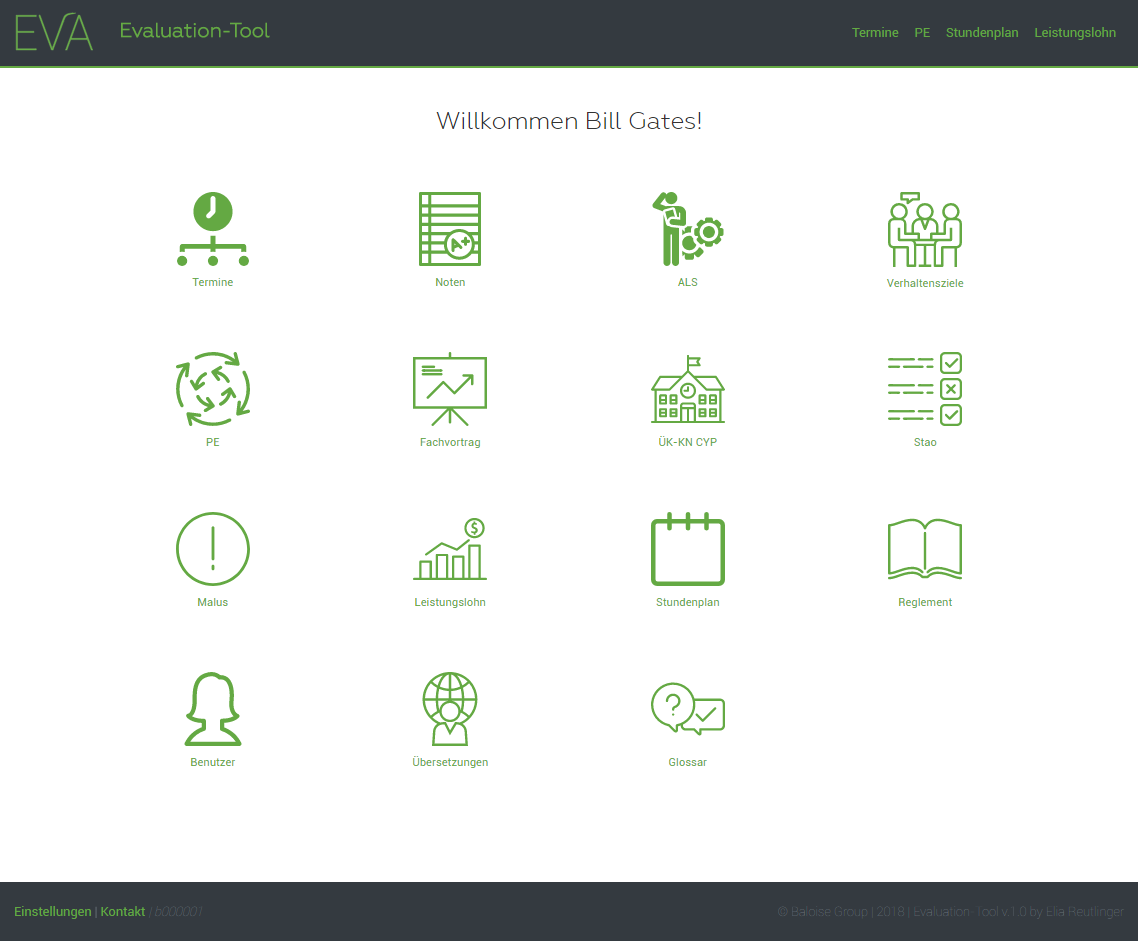 EVA Evaluation-Tool Termine PE Stundenplan Leistungslohn
Willkommen Bill Gates!
A+
Termine Noten ALS Verhaltensziele
PE Fachvortrag ÜK-KN CYP Stao
$
Malus Leistungslohn Stundenplan Reglement
?
Benutzer Übersetzungen Glossar
Einstellungen | Kontakt | b000001 © Baloise Group | 2018 | Evaluation-Tool v.1.0 by Elia Reutlinger